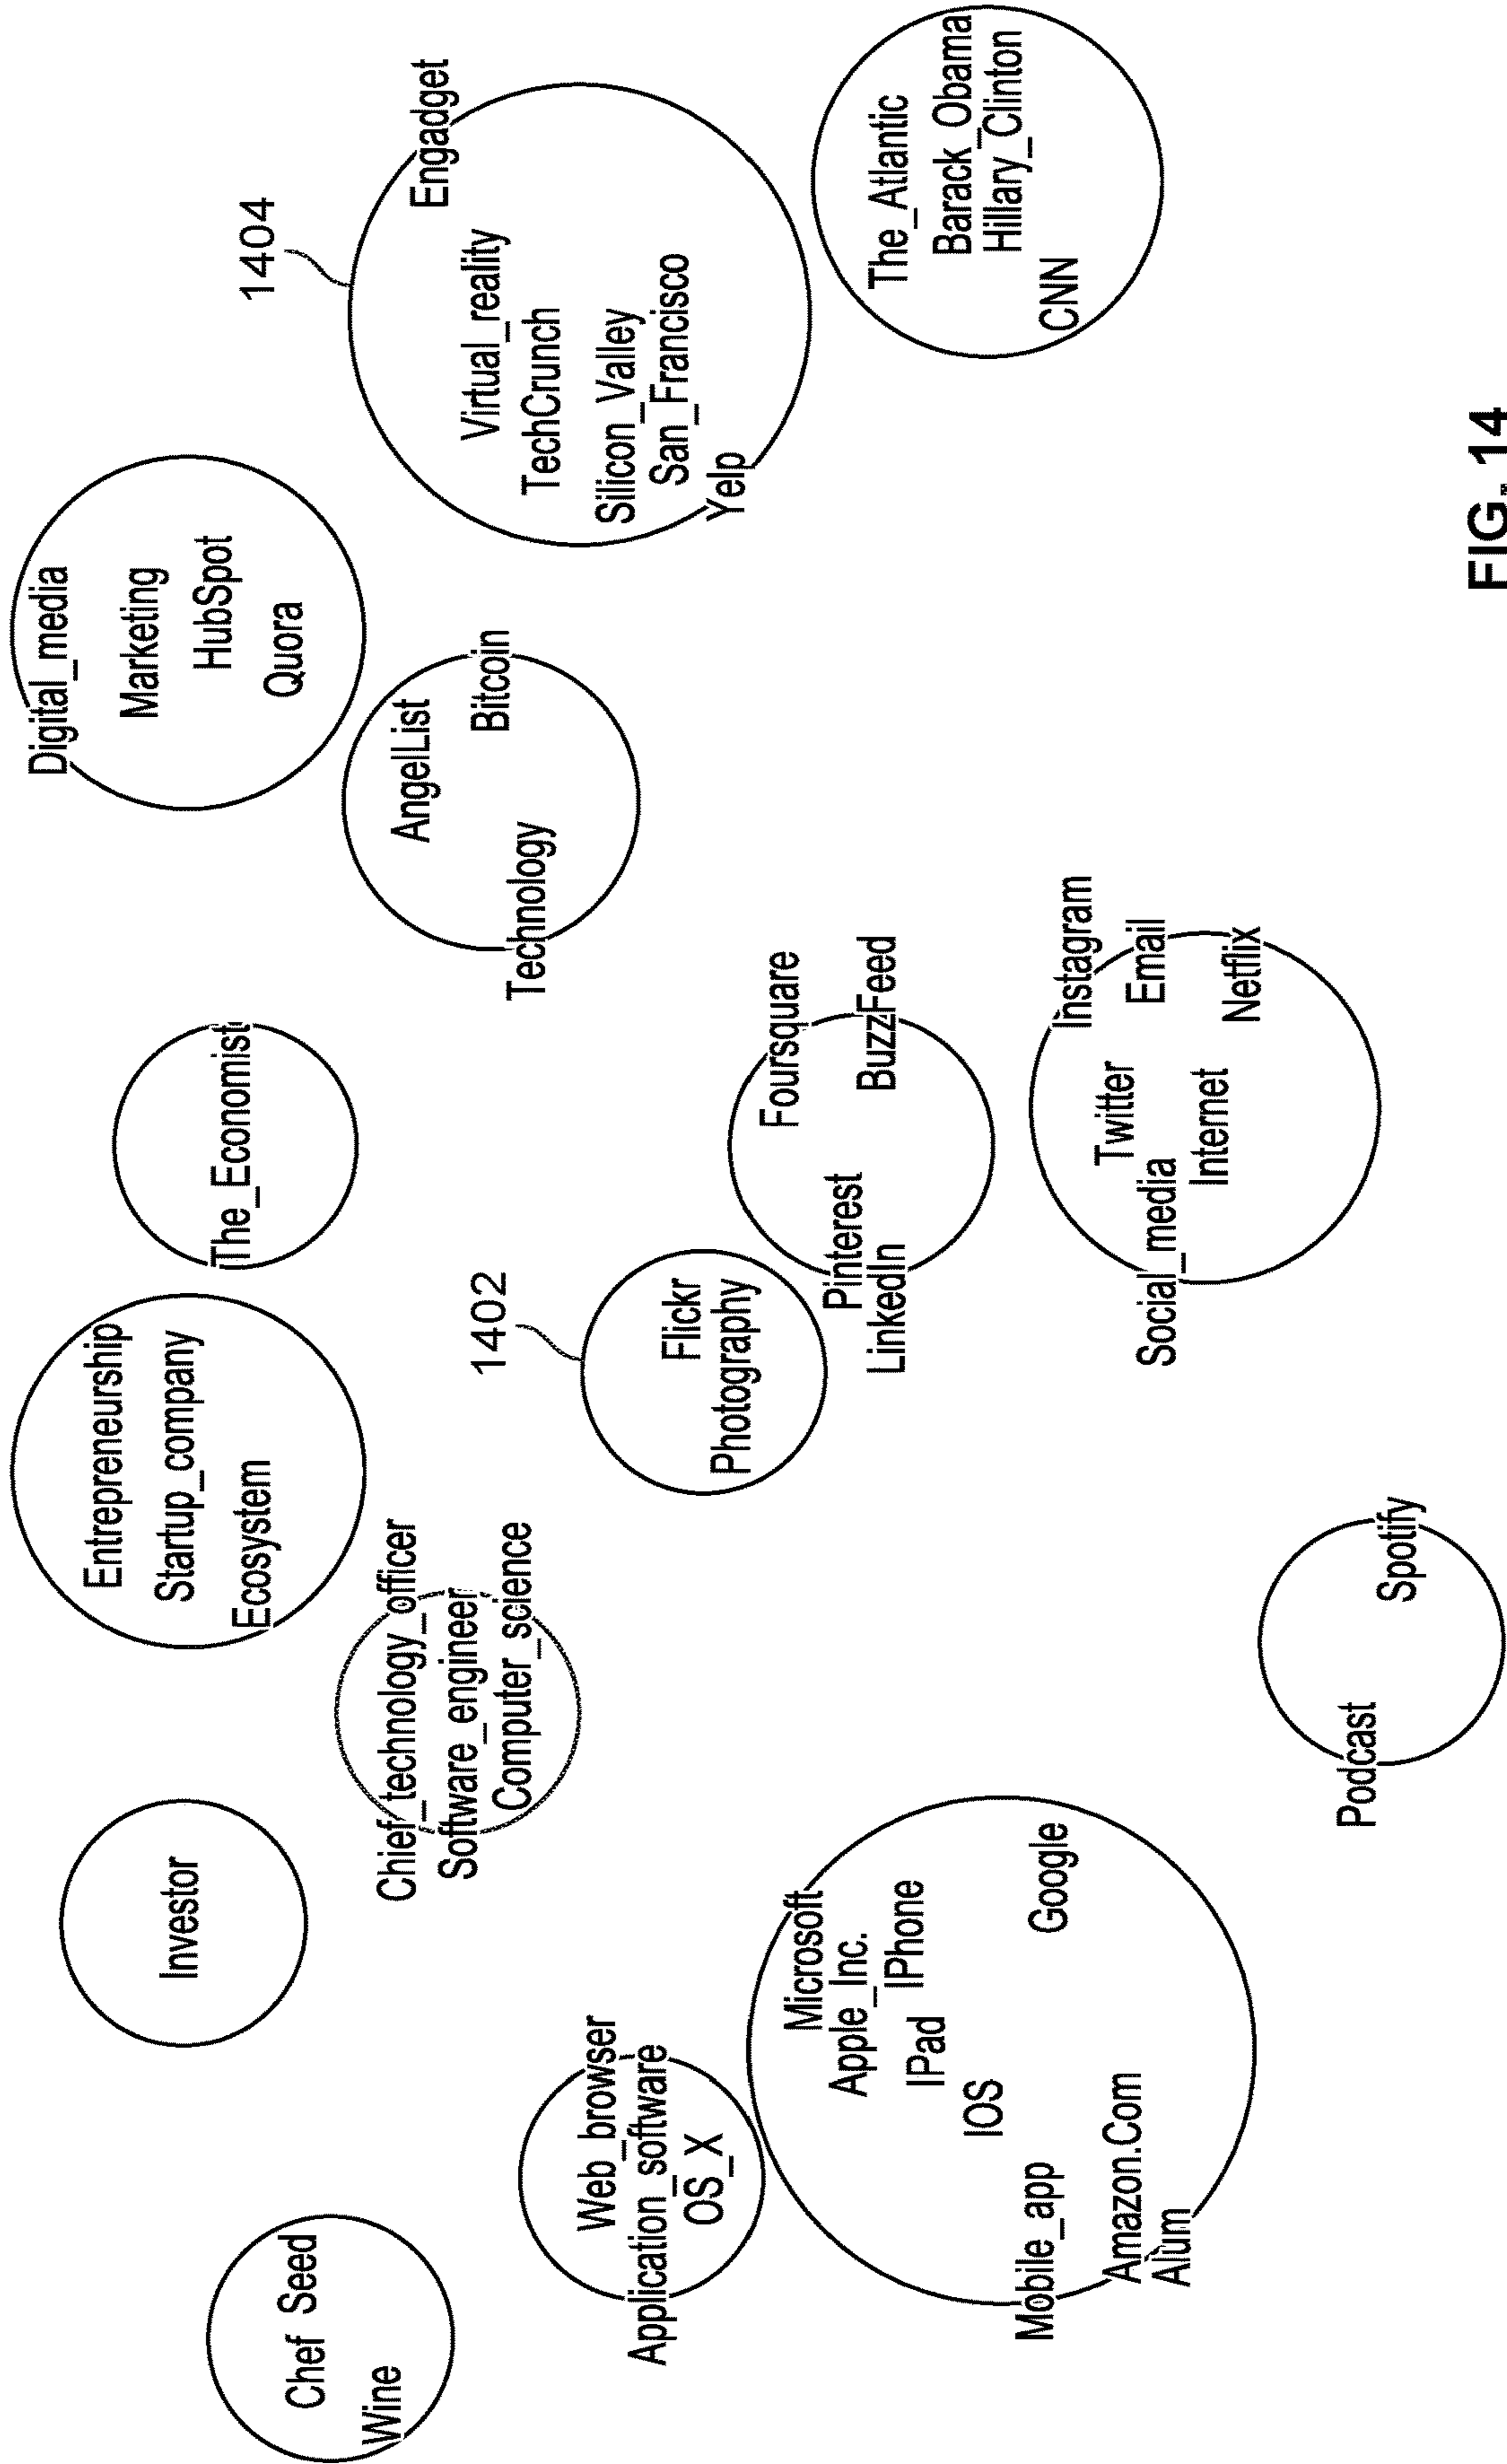 Chef
Seed
Wine
Investor
Entrepreneurship
Startup_company
Ecosystem
The_Economist
Digital_media
Marketing
HubSpot
Quora
Chief_technology_officer
Software_engineer
Computer_science
AngelList
Bitcoin
Technology
1404
Engadget
Virtual_reality
TechCrunch
Silicon_Valley
San_Francisco
Yelp
Web_browser
Application_software
OS_X
1402
Flickr
Photography
Foursquare
BuzzFeed
Pinterest
LinkedIn
The_Atlantic
Barack_Obama
Hillary_Clinton
CNN
Microsoft
Apple_Inc.
IPhone
IPad
IOS
Google
Mobile_app
Amazon.Com
Alum
Instagram
Email
Twitter
Netflix
Social_media
Internet
Podcast
Spotify
FIG. 14